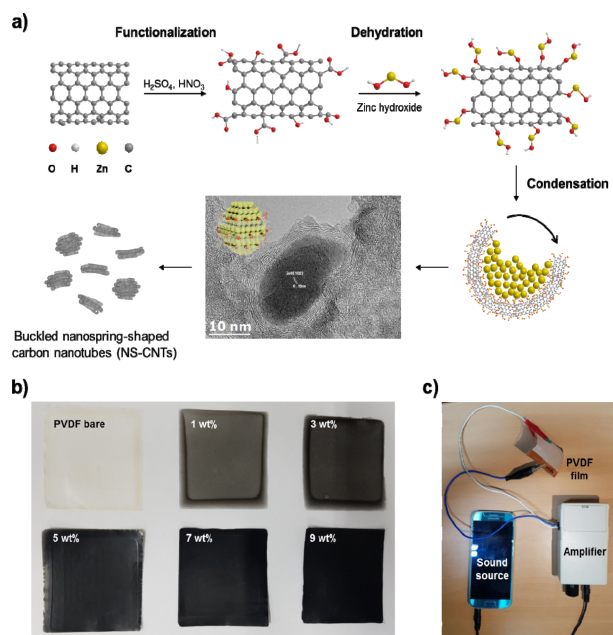 a)
Functionalization
Dehydration
H2SO4, HNO3
Zinc hydroxide
O H Zn C
Condensation
10 nm
Buckled nanospring-shaped
carbon nanotubes (NS-CNTs)
b)
PVDF bare
1 wt%
3 wt%
5 wt%
7 wt%
9 wt%
c)
PVDF
film
Sound
source
Amplifier